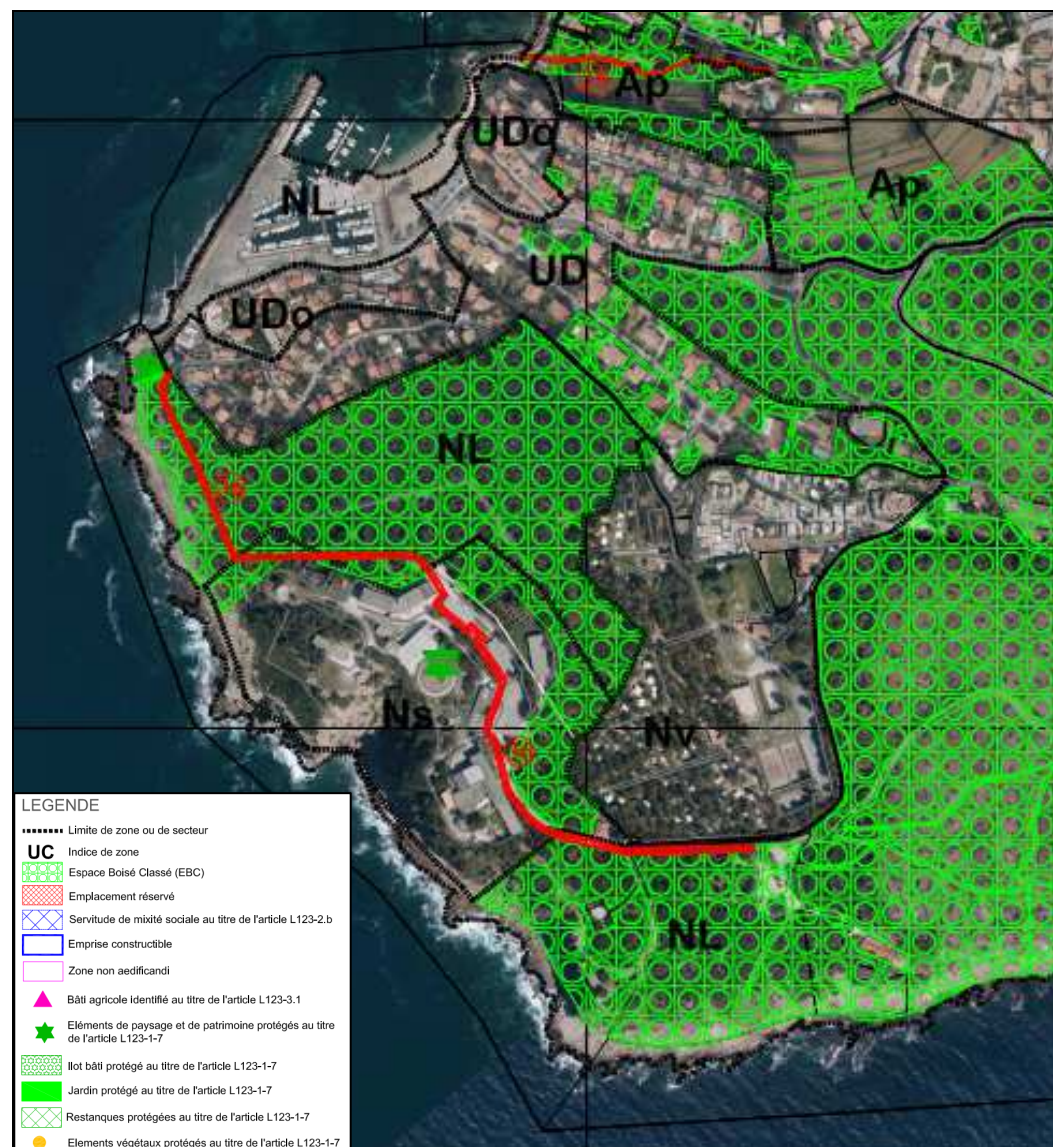 Ap
UDa
Ap
NL
UD
UDo
NL
Ns
Nv
NL
LEGENDE
Limite de zone ou de secteur
UC Indice de zone
Espace Boisé Classé (EBC)
Emplacement réservé
Servitude de mixité sociale au titre de l'article L123-2.b
Emprise constructible
Zone non aedificandi
Bâti agricole identifié au titre de l'article L123-3.1
Eléments de paysage et de patrimoine protégés au titre
de l'article L123-1-7
Ilot bâti protégé au titre de l'article L123-1-7
Jardin protégé au titre de l'article L123-1-7
Restanques protégées au titre de l'article L123-1-7
Elements végétaux protégés au titre de l'article L123-1-7